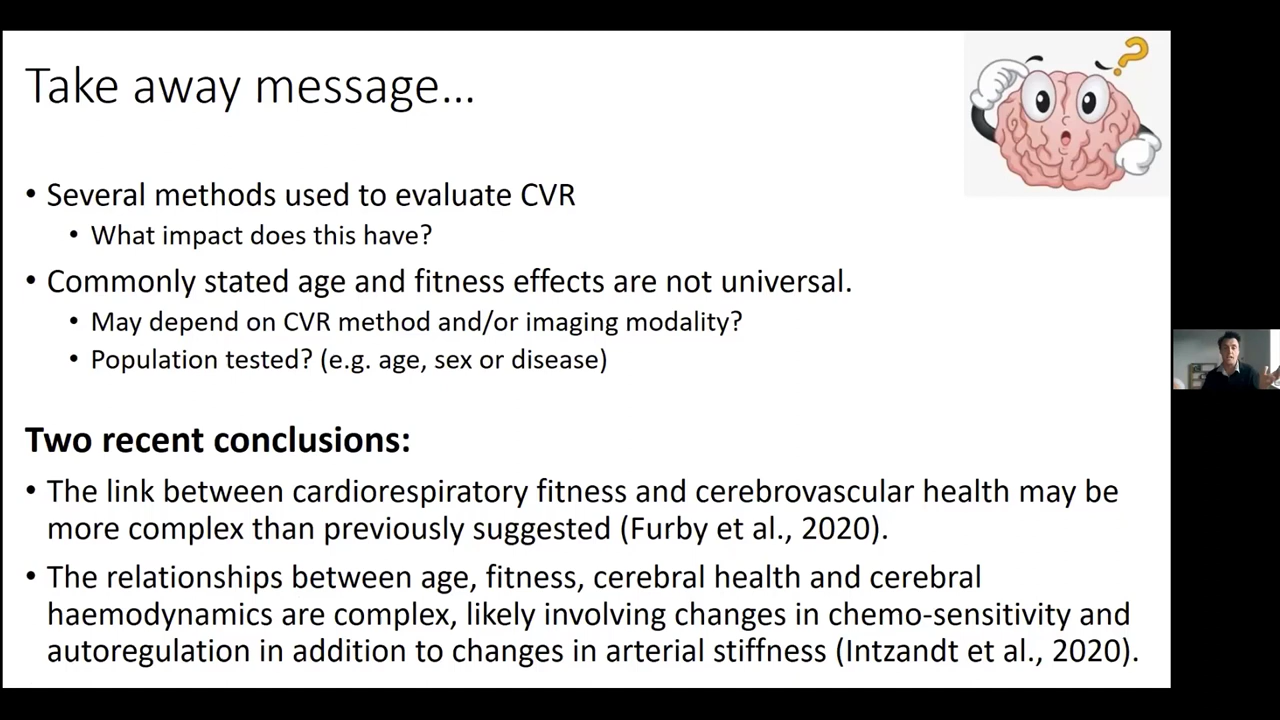 Take away message...
• Several methods used to evaluate CVR
• What impact does this have?
• Commonly stated age and fitness effects are not universal.
• May depend on CVR method and/or imaging modality?
• Population tested? (e.g. age, sex or disease)
Two recent conclusions:
• The link between cardiorespiratory fitness and cerebrovascular health may be
more complex than previously suggested (Furby et al., 2020).
• The relationships between age, fitness, cerebral health and cerebral
haemodynamics are complex, likely involving changes in chemo-sensitivity and
autoregulation in addition to changes in arterial stiffness (Intzandt et al., 2020).